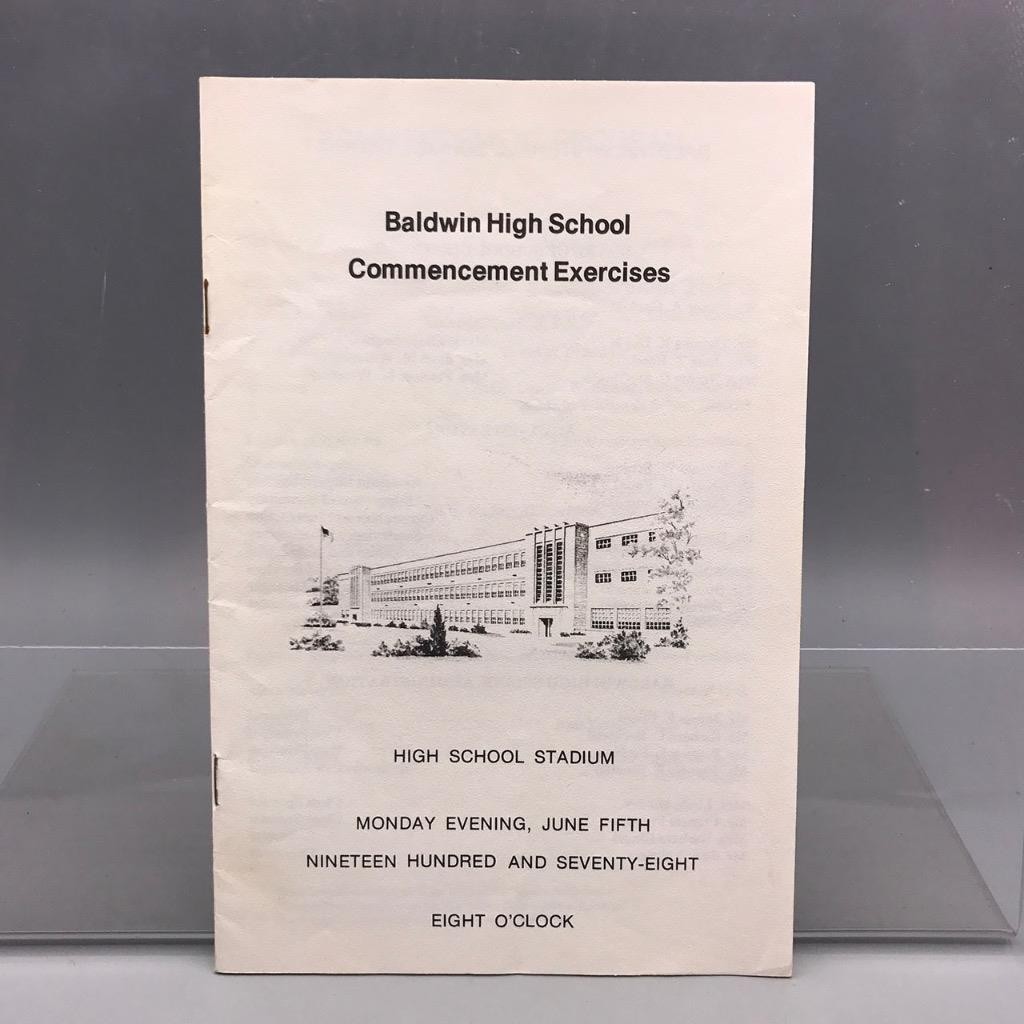 Baldwin High School
Commencement Exercises
HIGH SCHOOL STADIUM
MONDAY EVENING, JUNE FIFTH
NINETEEN HUNDRED AND SEVENTY-EIGHT
EIGHT O'CLOCK